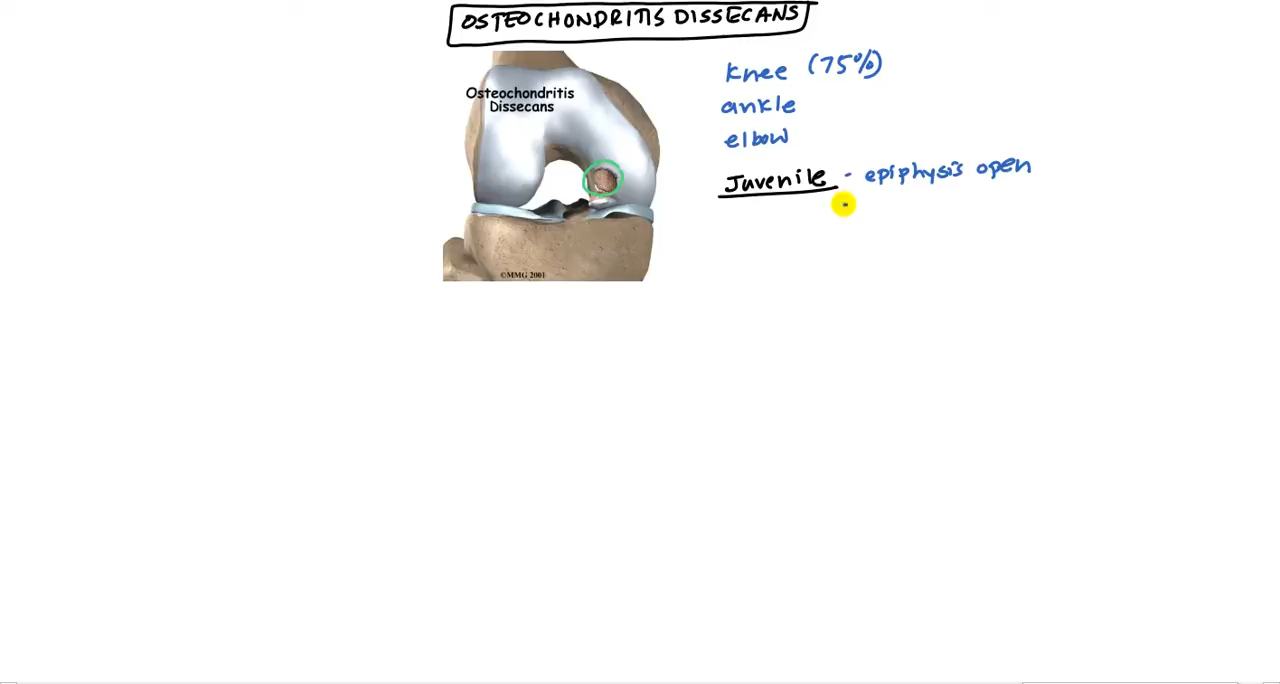 OSTEOCHONDRITIS DISSECANS
Osteochondritis
Dissecans
©MMG 2001
Knee (75%)
ankle
elbow
Juvenile - epiphysis open